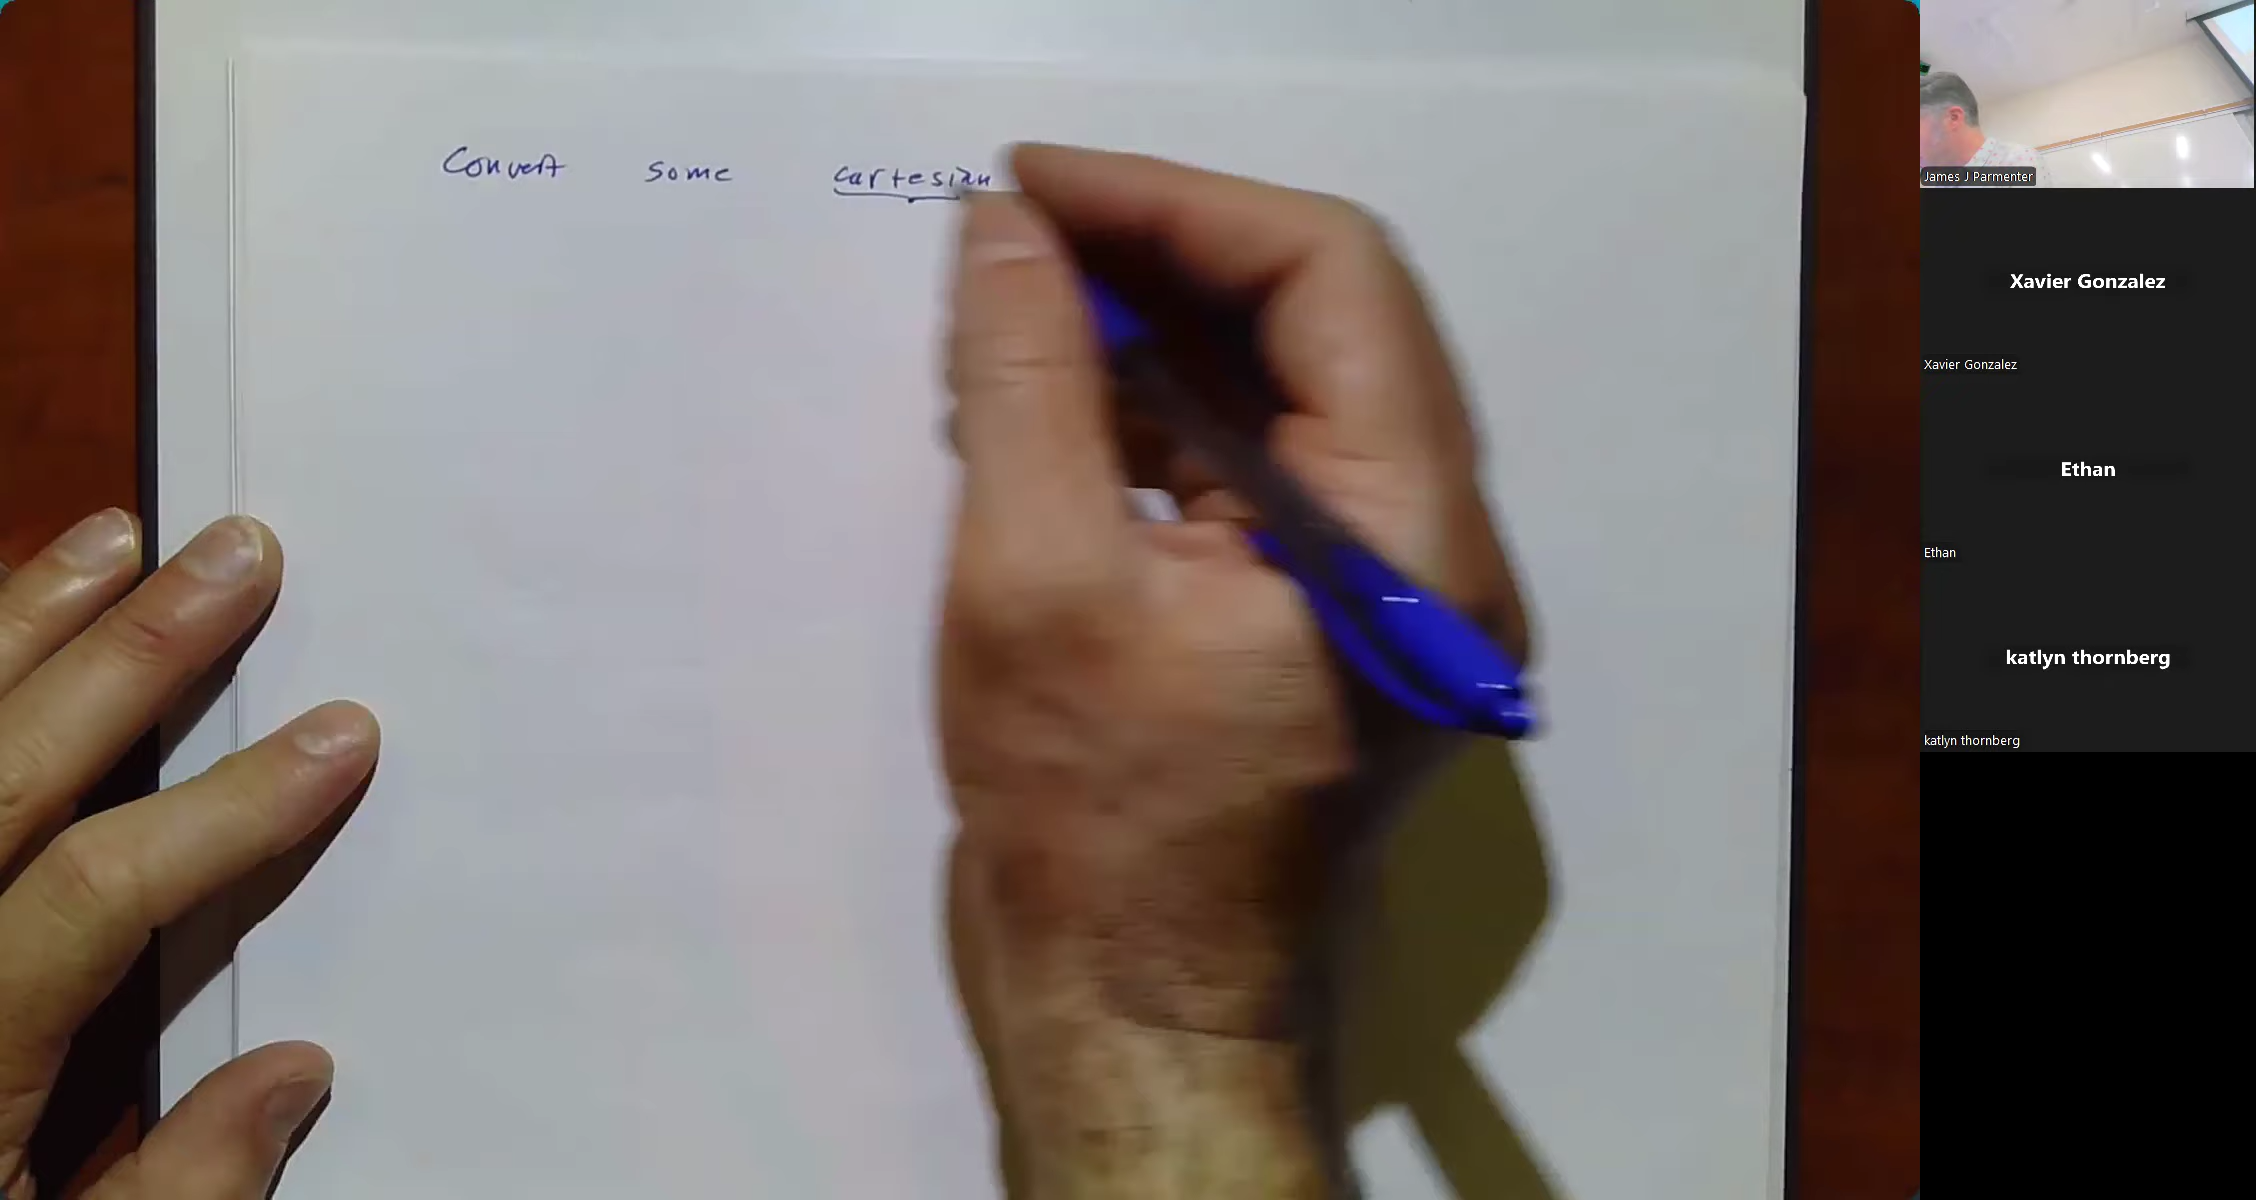 Convert some cartesian
James J Parmenter
Xavier Gonzalez
Xavier Gonzalez
Ethan
Ethan
katlyn thornberg
katlyn thornberg